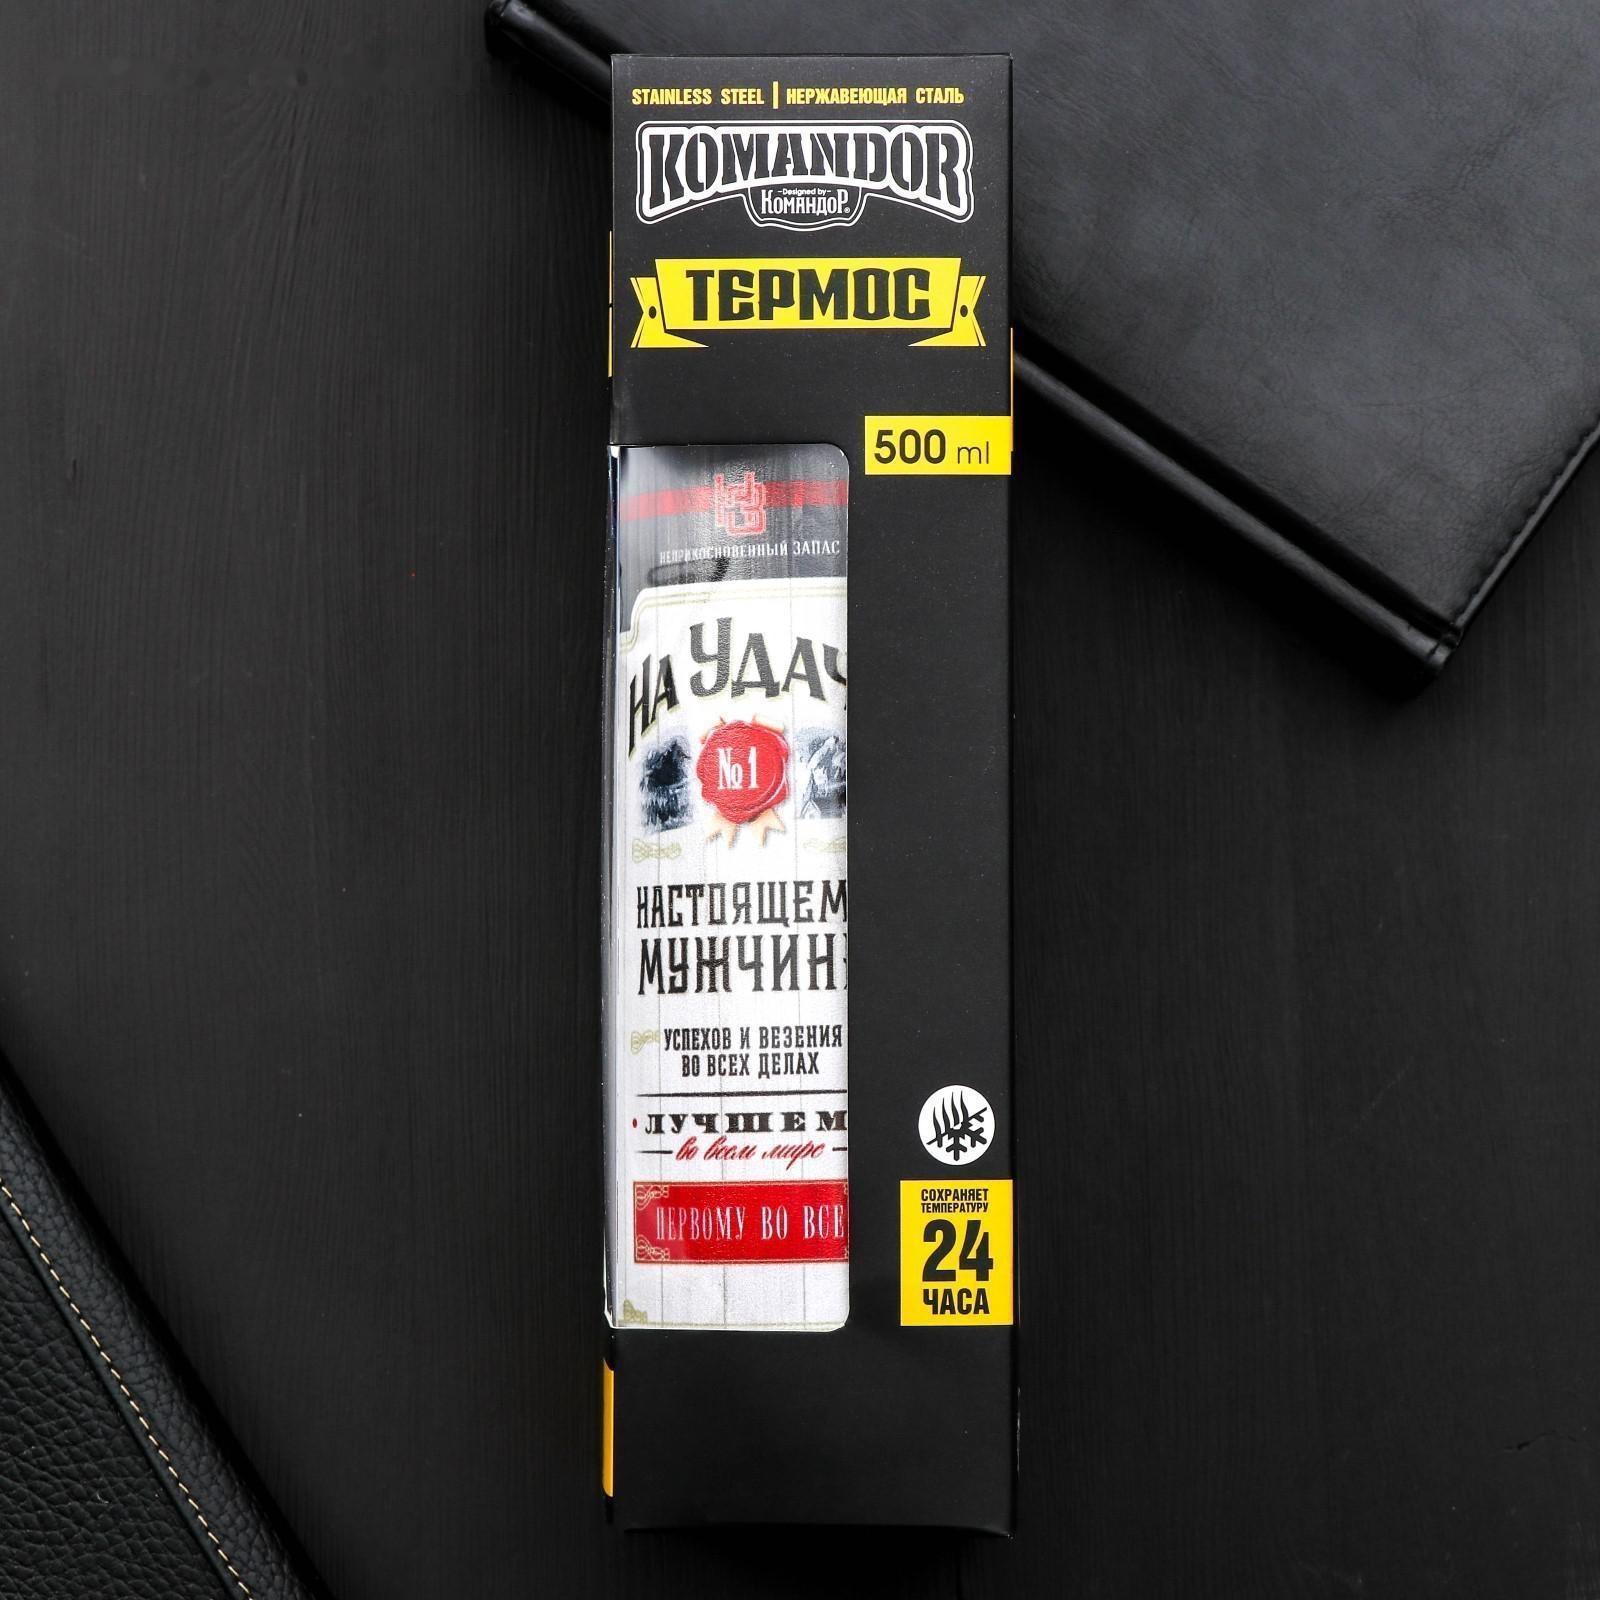 STAINLESS STEEL | НЕРЖАВЕЮЩАЯ СТАЛЬ
KOMANDOR
Designed by
КомандоР®
ТЕРМОС
500 ml
НЗ
НЕПРИКОСНОВЕННЫЙ ЗАПАС
НА УДАЧ
№1
НАСТОЯЩЕМ
МУЖЧИН
УСПЕХОВ И ВЕЗЕНИЯ
ВО ВСЕХ ДЕЛАХ
ЛУЧШЕМ
во всем мире
ПЕРВОМУ ВО ВСЕ
СОХРАНЯЕТ
ТЕМПЕРАТУРУ
24
ЧАСА